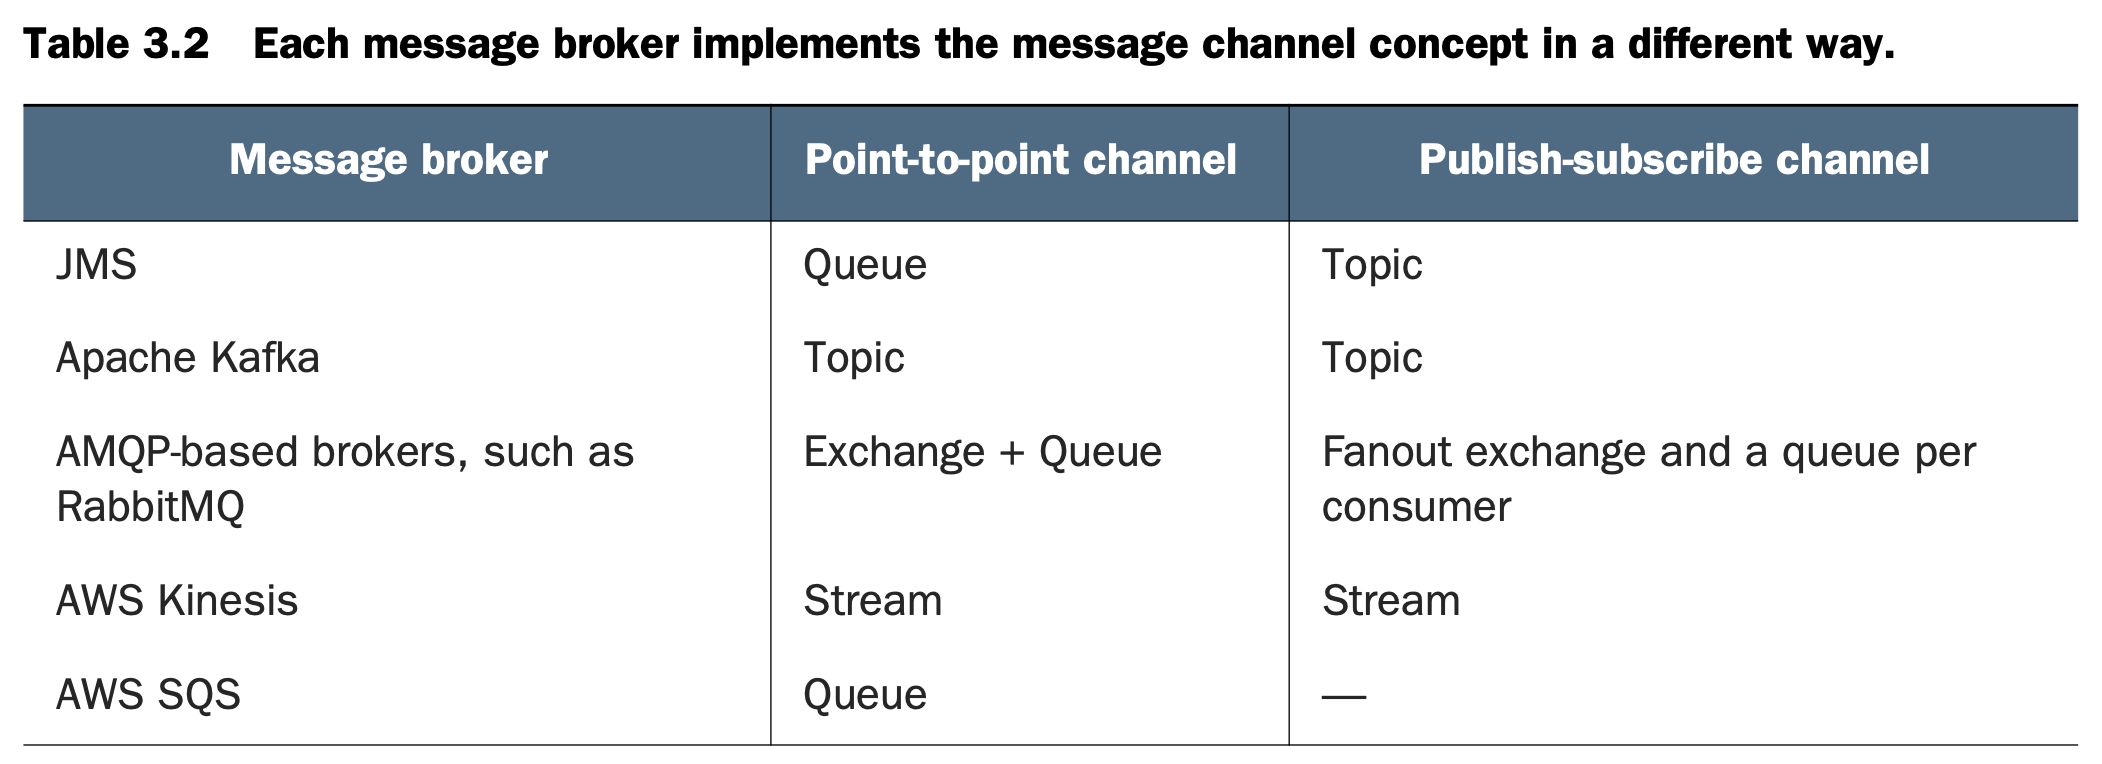 Table 3.2 Each message broker implements the message channel concept in a different way.
Message broker Point-to-point channel Publish-subscribe channel
JMS Queue Topic
Apache Kafka Topic Topic
AMQP-based brokers, such as Exchange + Queue Fanout exchange and a queue per
RabbitMQ consumer
AWS Kinesis Stream Stream
AWS SQS Queue —